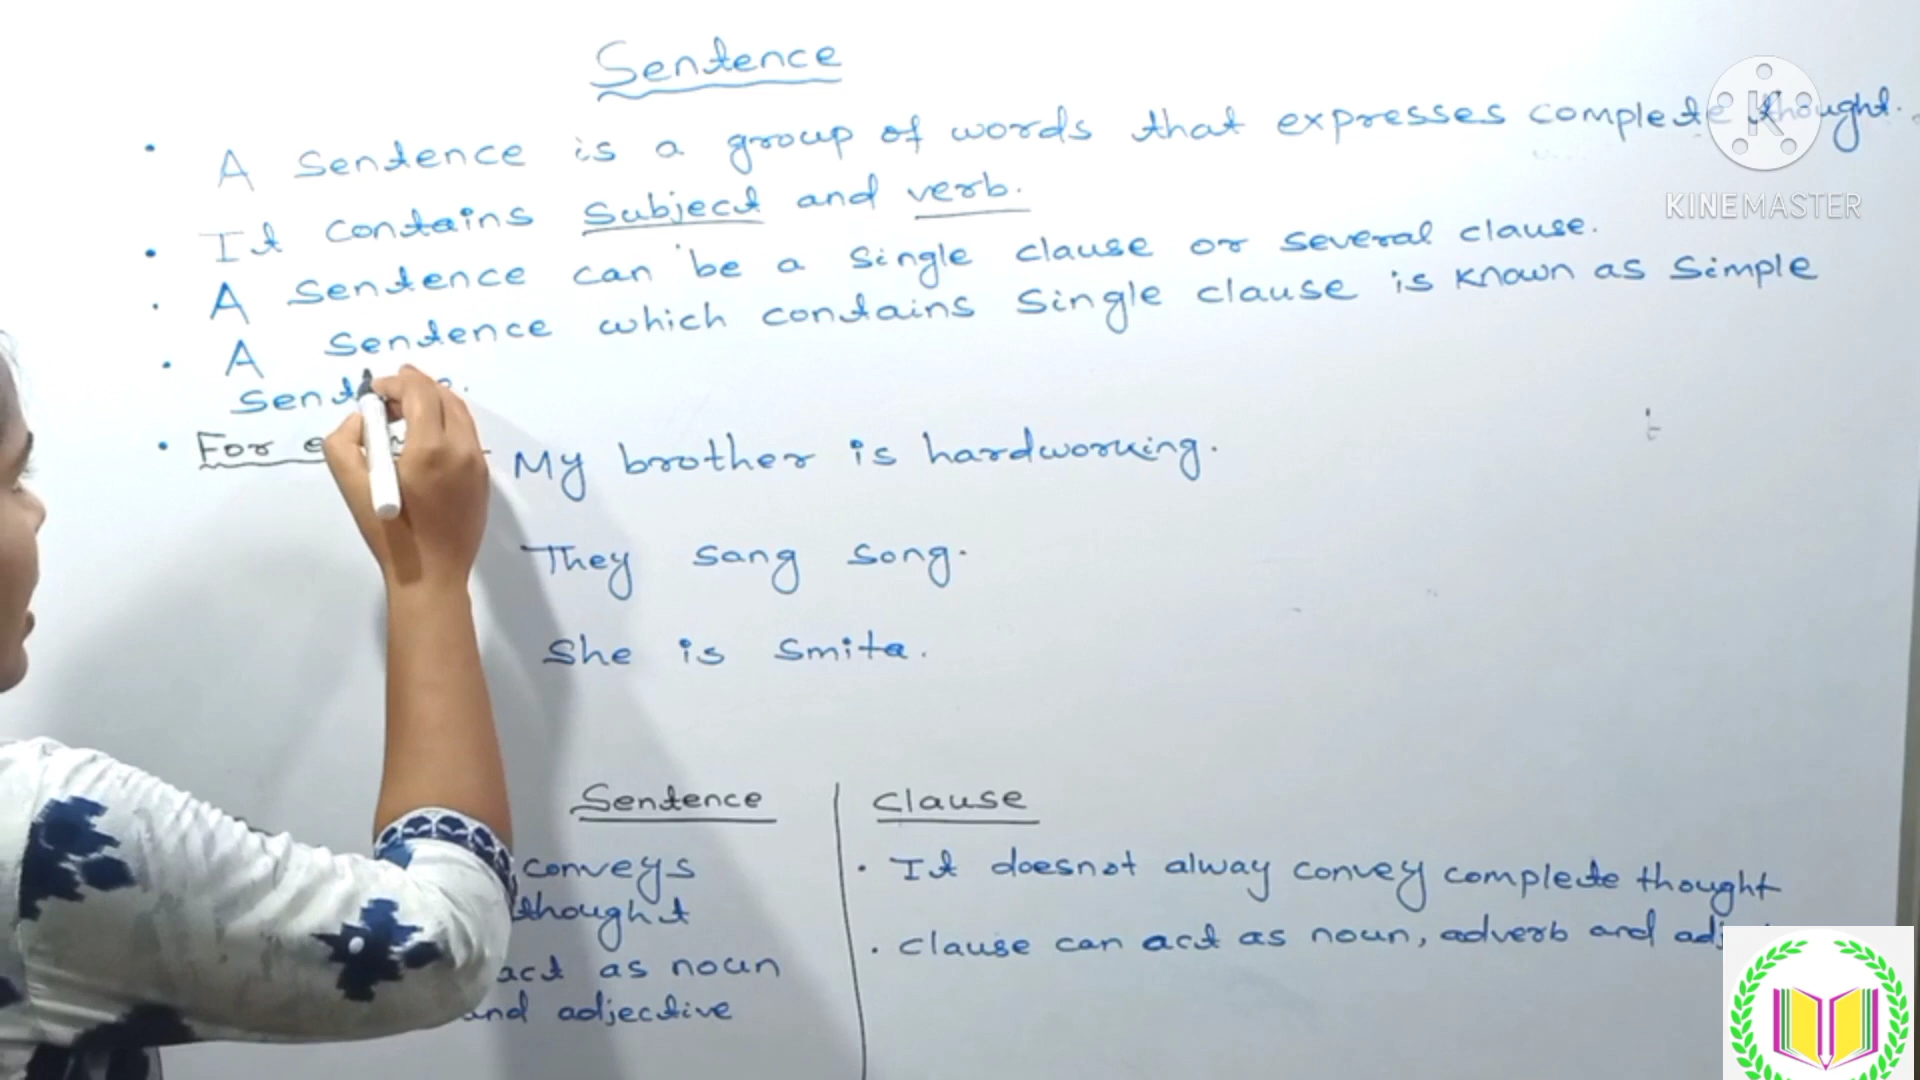 Sentence
• A Sentence is a group of words that expresses complete thought.
KINEMASTER
• It contains Subject and verb.
• A Sentence can be a single clause or several clause.
• A Sentence which contains Single clause is known as Simple
• For My brother is hardworking.
They sang song.
She is Smita.
Sentence
conveys
thought
act as noun
and adjective
Clause
• It doesnot alway convey complete thought
• clause can act as noun, adverb and